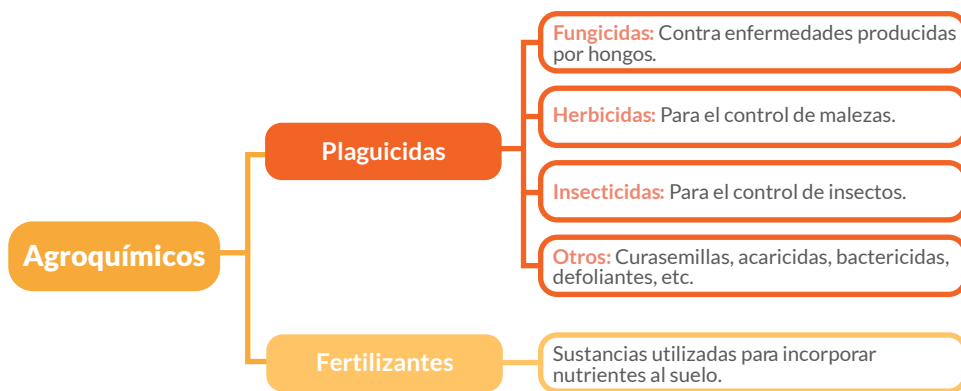 Agroquímicos
Plaguicidas
Fungicidas: Contra enfermedades producidas
por hongos.
Herbicidas: Para el control de malezas.
Insecticidas: Para el control de insectos.
Otros: Curasemillas, acaricidas, bactericidas,
defoliantes, etc.
Fertilizantes
Sustancias utilizadas para incorporar
nutrientes al suelo.